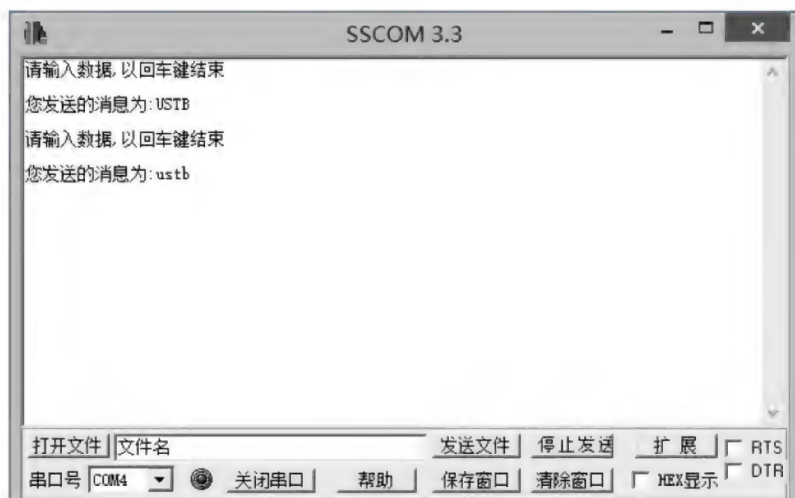 SSCOM 3.3
请输入数据,以回车键结束
您发送的消息为:USTB
请输入数据,以回车键结束
您发送的消息为:ustb
打开文件 文件名 发送文件 停止发送 扩展 RTS
串口号 COM4 关闭串口 帮助 保存窗口 清除窗口 HEX显示 DTR